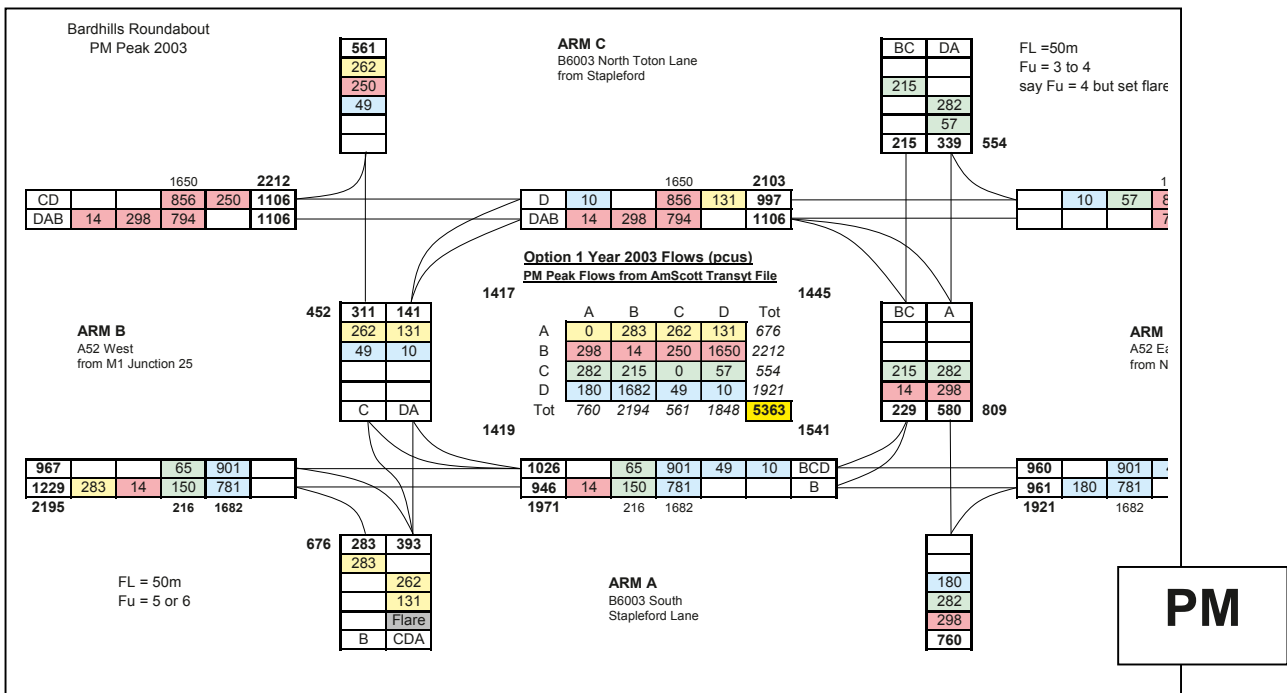 Bardhills Roundabout
PM Peak 2003
561
262
250
49
ARM C
B6003 North Toton Lane
from Stapleford
BC DA
215
282
57
215 339 554
FL =50m
Fu = 3 to 4
say Fu = 4 but set flare
1650 2212
CD 856 250 1106
DAB 14 298 794 1106
1650 2103
D 10 856 131 997
DAB 14 298 794 1106
10 57
Option 1 Year 2003 Flows (pcus)
PM Peak Flows from AmScott Transyt File
1417 1445
452 311 141
262 131
49 10
C DA
ARM B
A52 West
from M1 Junction 25
A B C D Tot
A 0 283 262 131 676
B 298 14 250 1650 2212
C 282 215 0 57 554
D 180 1682 49 10 1921
Tot 760 2194 561 1848 5363
BC A
215 282
14 298
229 580 809
ARM
A52 Ea
from N
1419 1541
967 65 901
1229 283 14 150 781
2195 216 1682
1026 65 901 49 10 BCD
946 14 150 781 B
1971 216 1682
960 901
961 180 781
1921 1682
676 283 393
283
262
131
Flare
B CDA
FL = 50m
Fu = 5 or 6
ARM A
B6003 South
Stapleford Lane
180
282
298
760
PM